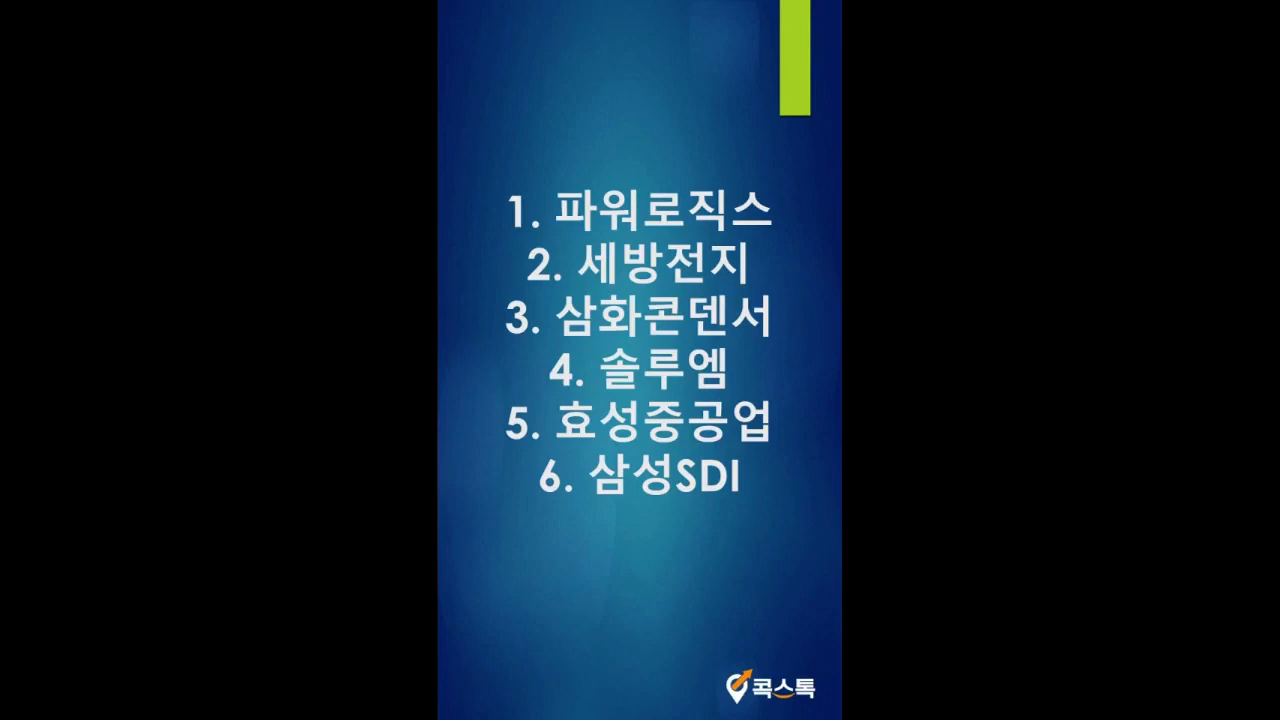 1. 파워로직스
2. 세방전지
3. 삼화콘덴서
4. 솔루엠
5. 효성중공업
6. 삼성SDI
콕스톡